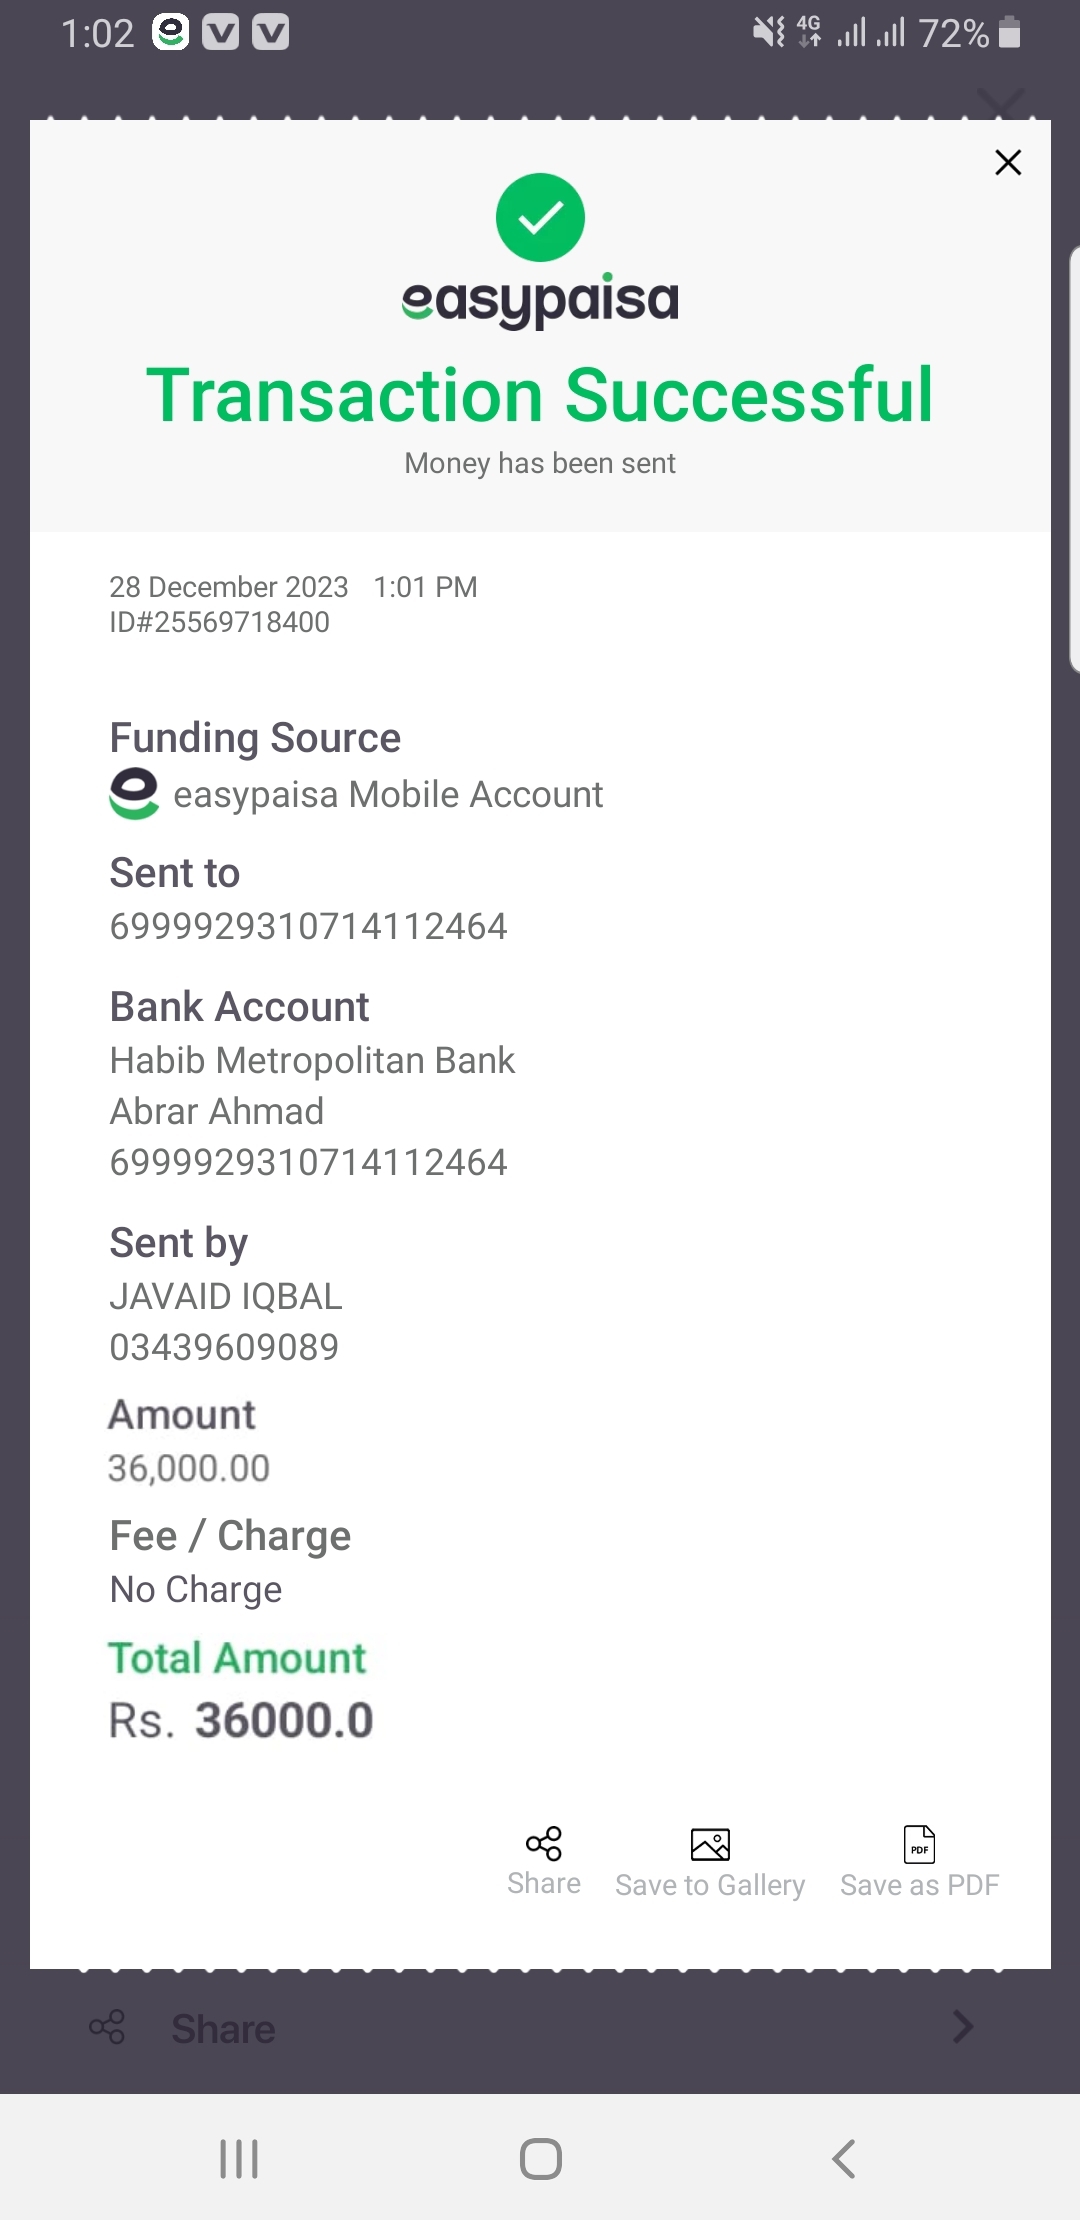 1:02
4G
72%
easypaisa
Transaction Successful
Money has been sent
28 December 2023 1:01 PM
ID#25569718400
Funding Source
easypaisa Mobile Account
Sent to
6999929310714112464
Bank Account
Habib Metropolitan Bank
Abrar Ahmad
6999929310714112464
Sent by
JAVAID IQBAL
03439609089
Amount
36,000.00
Fee / Charge
No Charge
Total Amount
Rs. 36000.0
PDF
Share
Save to Gallery
Save as PDF
Share